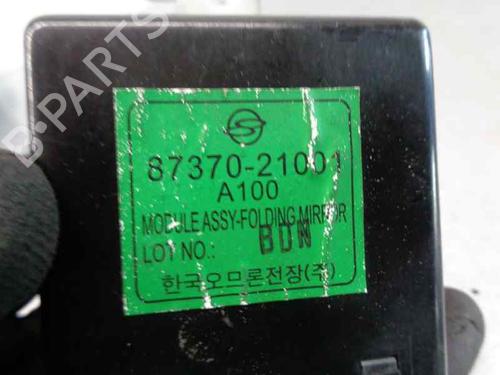 B-PARTS
87370-21001
A100
MODULE ASSY-FOLDING MIRROR
LOT NO.: BDN
한국오므론전장(주)